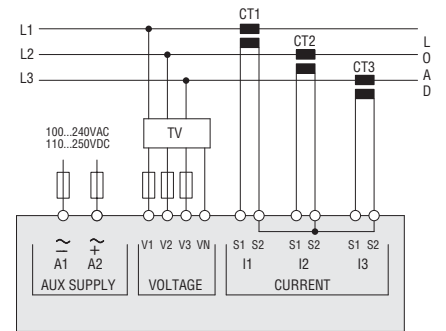 CT1
L1
CT2
L2
CT3
L3
L
O
A
D
100...240VAC
110...250VDC
TV
V1 V2 V3 VN
S1 S2 S1 S2 S1 S2
A1 A2
I1 I2 I3
AUX SUPPLY VOLTAGE CURRENT